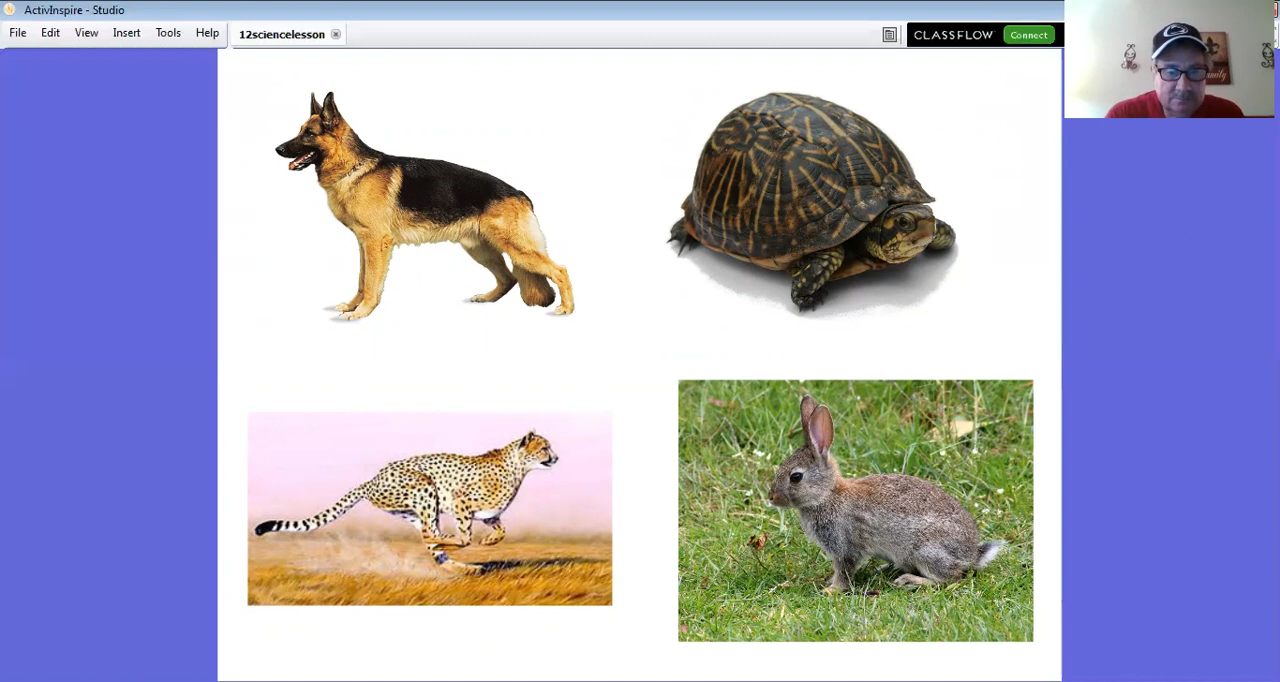 ActivInspire - Studio
File Edit View Insert Tools Help
12sciencelesson
CLASSFLOW Connect